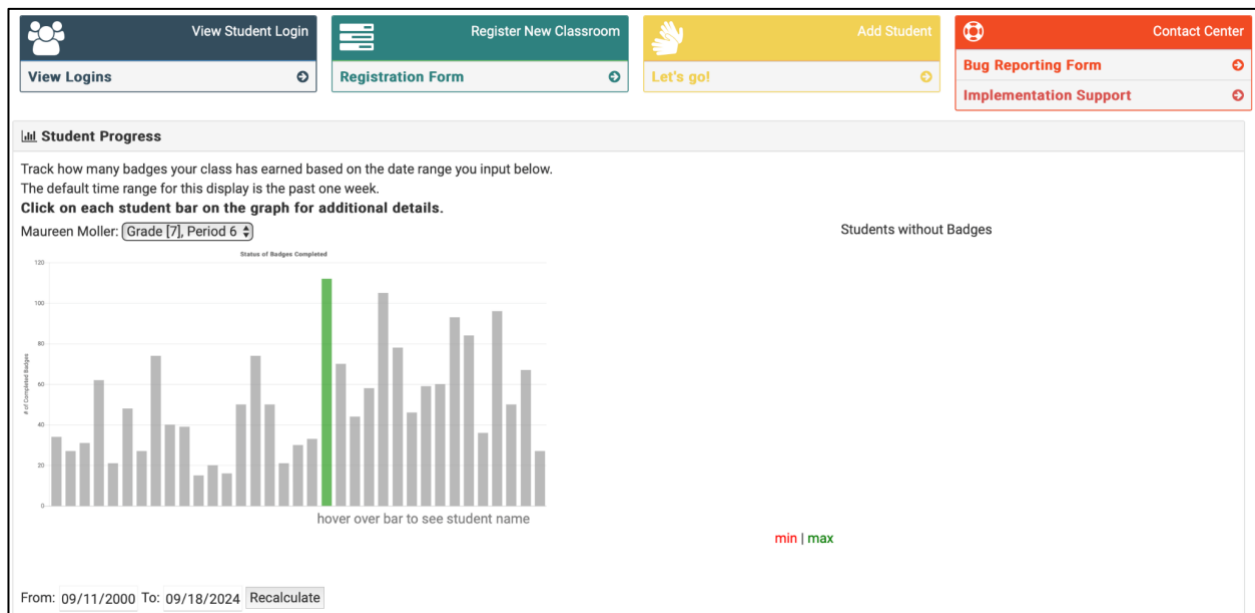 View Student Login
View Logins
Register New Classroom
Registration Form
Add Student
Let's go!
Contact Center
Bug Reporting Form
Implementation Support
Student Progress
Track how many badges your class has earned based on the date range you input below.
The default time range for this display is the past one week.
Click on each student bar on the graph for additional details.
Maureen Moller: Grade [7], Period 6
Students without Badges
Status of Badges Completed
# of Completed Badges
120
100
80
60
40
20
0
hover over bar to see student name
min | max
From: 09/11/2000 To: 09/18/2024 Recalculate